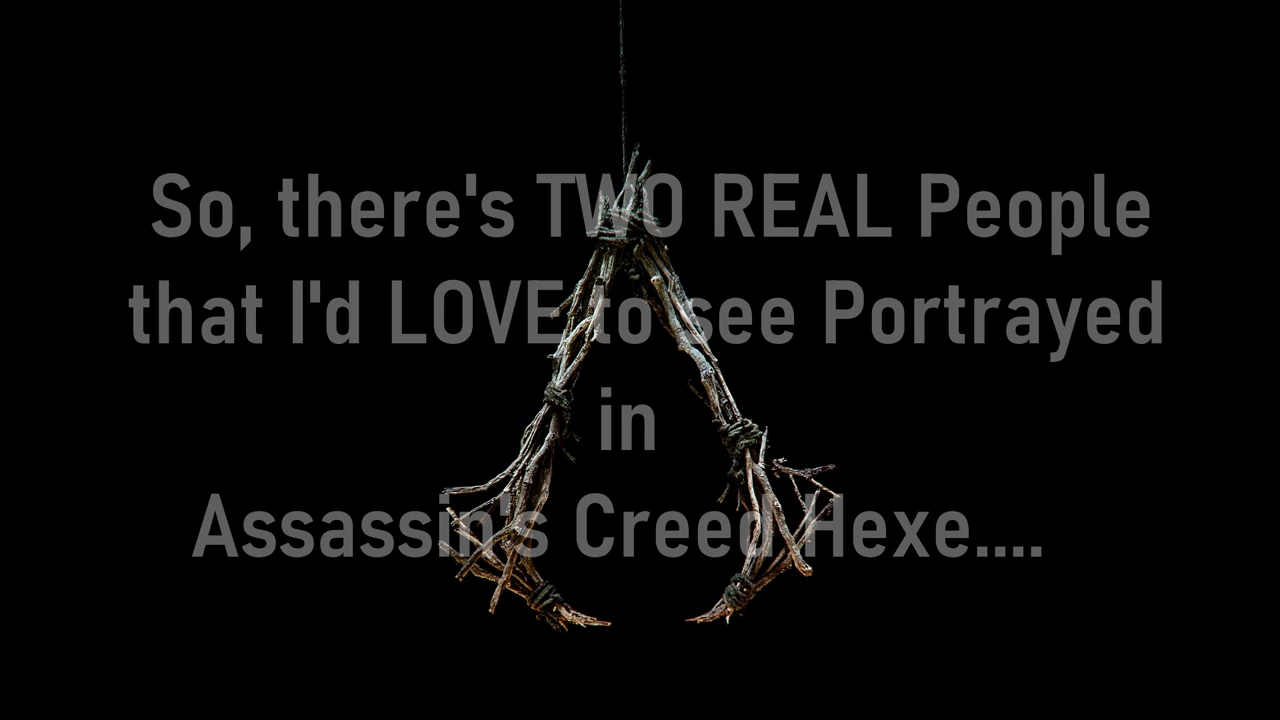 So, there's TWO REAL People
that I'd LOVE to see Portrayed
in
Assassin's Creed Hexe....